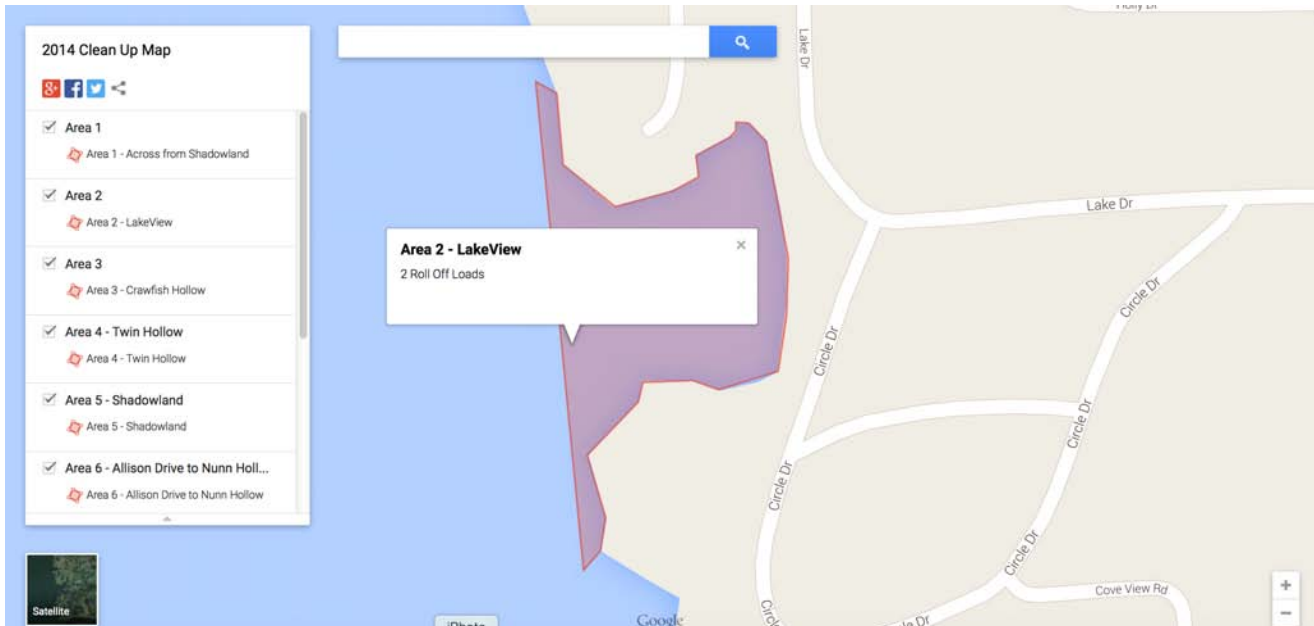 2014 Clean Up Map
Area 1
Area 1 - Across from Shadowland
Area 2
Area 2 - LakeView
Area 3
Area 3 - Crawfish Hollow
Area 4 - Twin Hollow
Area 4 - Twin Hollow
Area 5 - Shadowland
Area 5 - Shadowland
Area 6 - Allison Drive to Nunn Holl...
Area 6 - Allison Drive to Nunn Hollow
Satellite
Area 2 - LakeView
2 Roll Off Loads
Holly Dr
Lake Dr
Lake Dr
Circle Dr
Circle Dr
Circle Dr
Circle Dr
Circle Dr
Cove View Rd
iPhoto
Google